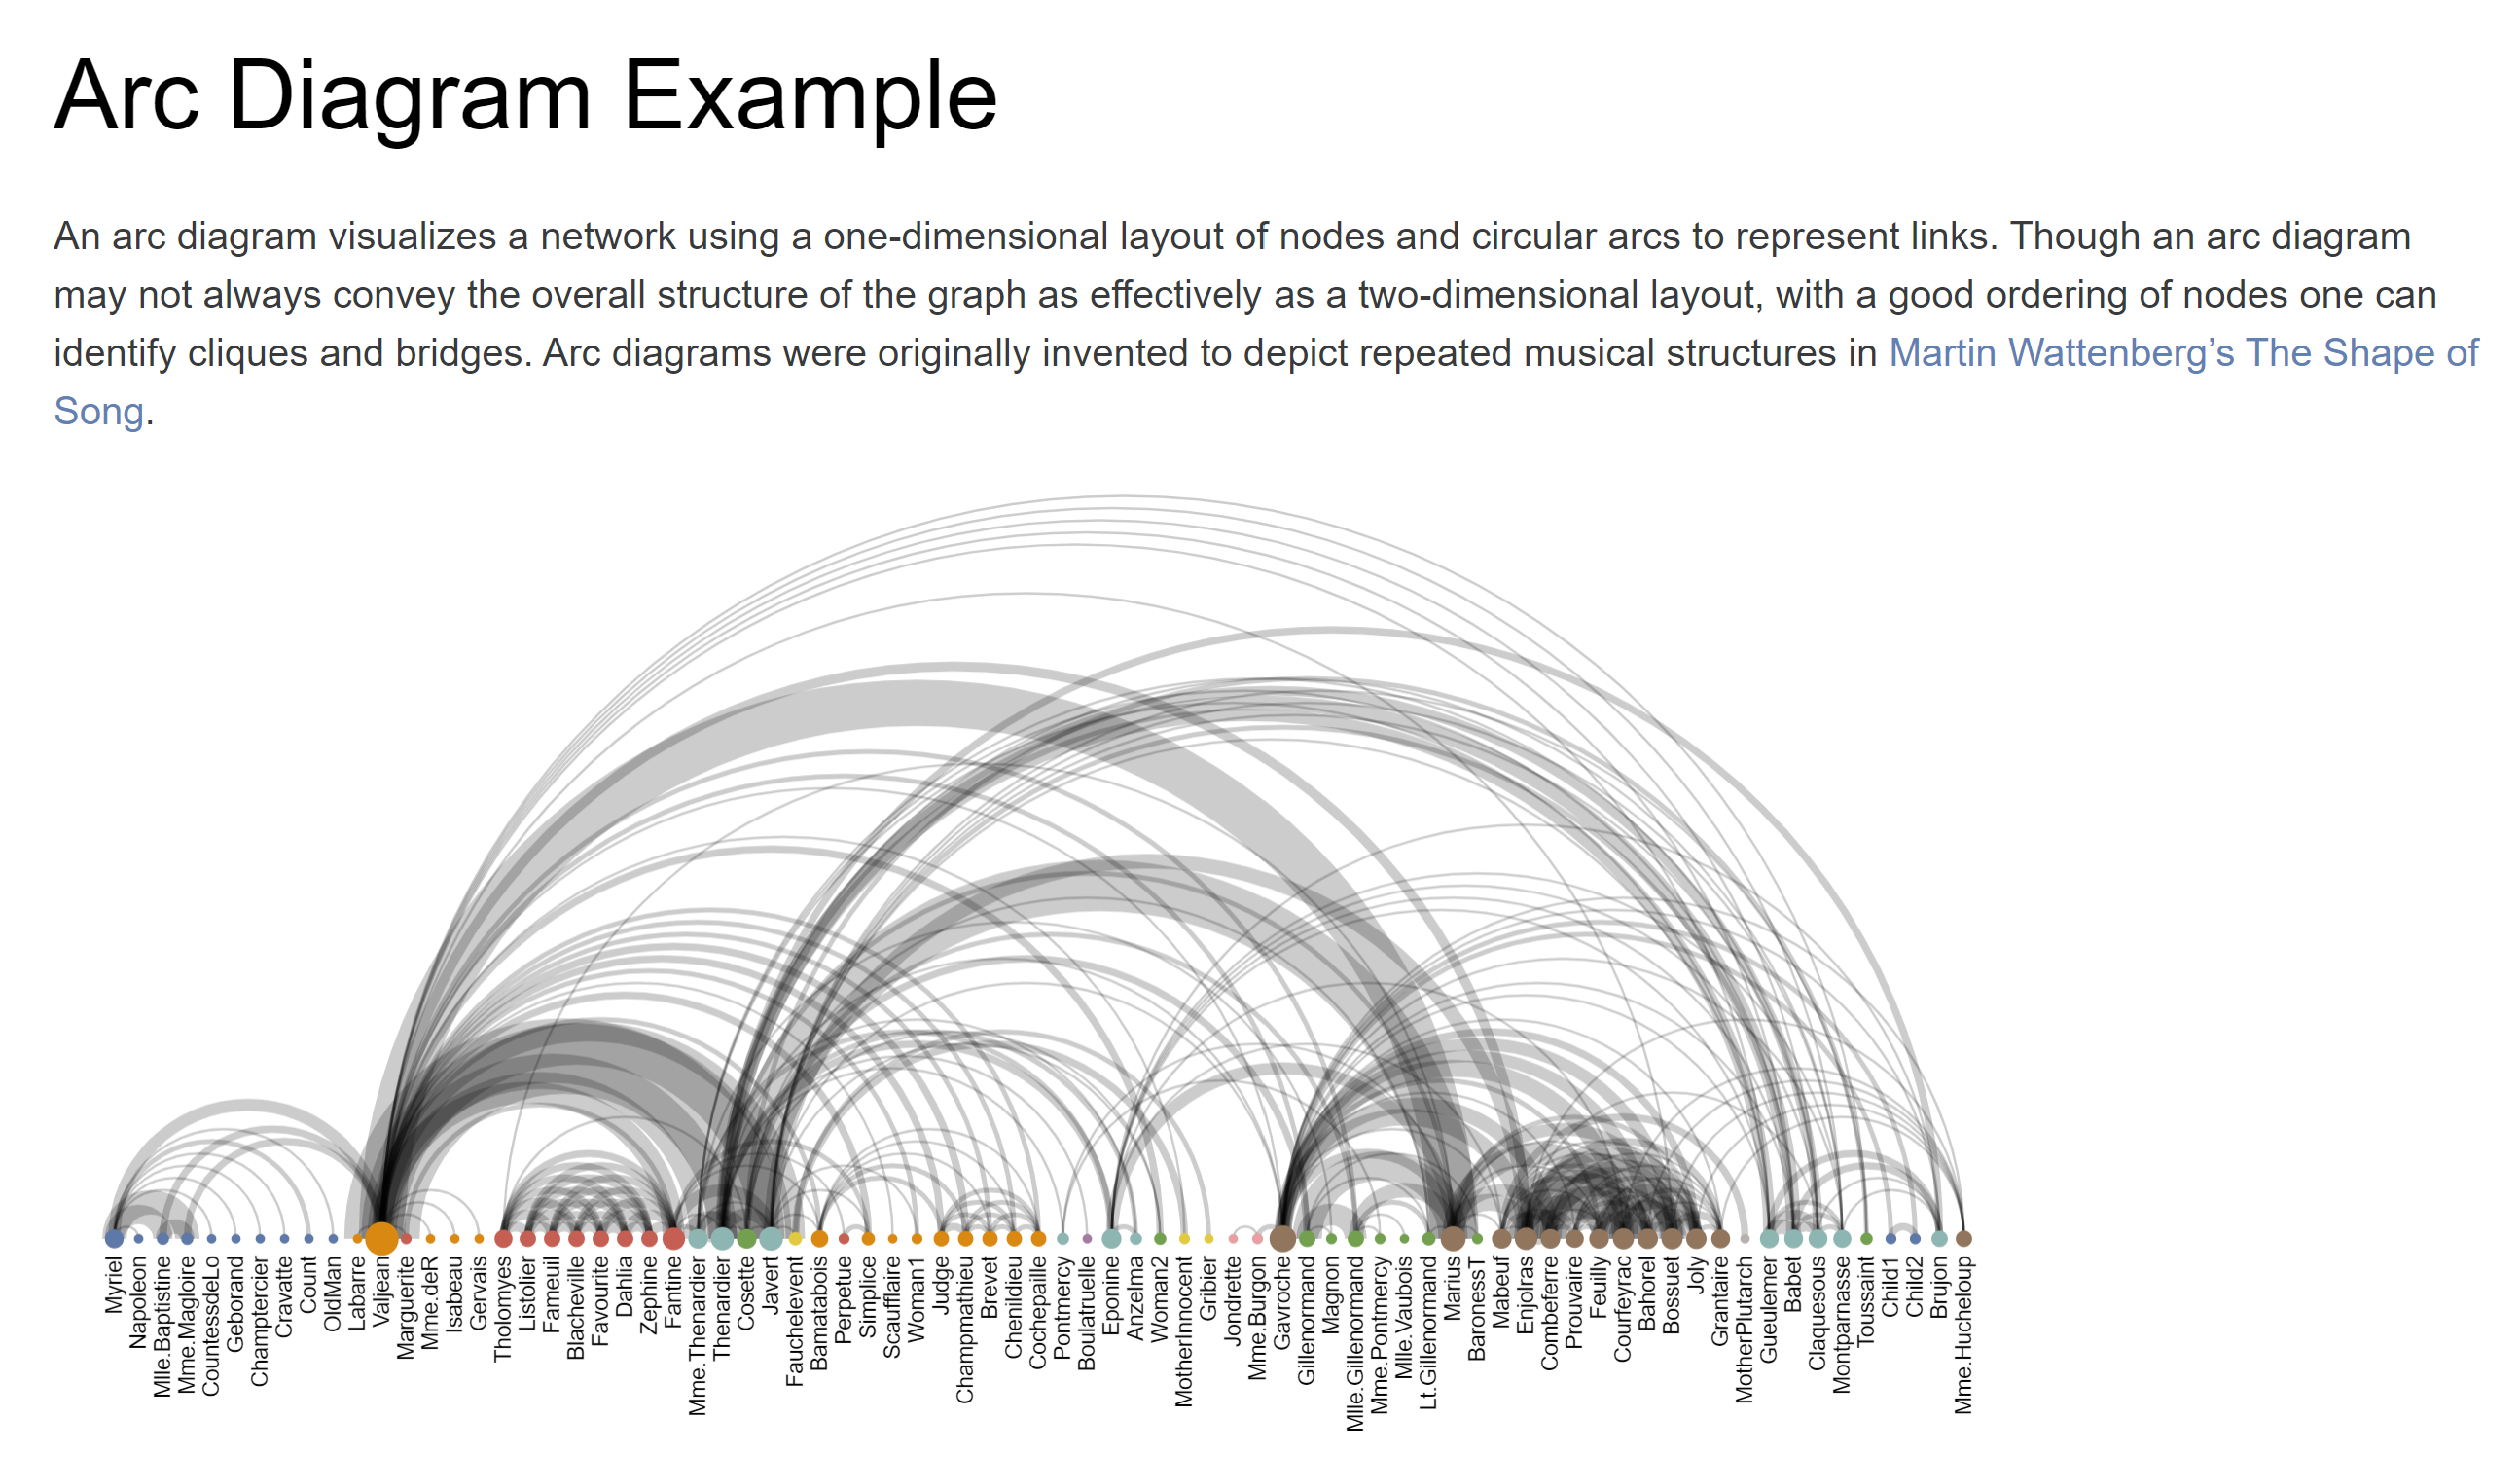 Arc Diagram Example
An arc diagram visualizes a network using a one-dimensional layout of nodes and circular arcs to represent links. Though an arc diagram
may not always convey the overall structure of the graph as effectively as a two-dimensional layout, with a good ordering of nodes one can
identify cliques and bridges. Arc diagrams were originally invented to depict repeated musical structures in Martin Wattenberg’s The Shape of
Song.
Myriel
Napoleon
Mlle.Baptistine
Mme.Magloire
CountessdeLo
Geborand
Champtercier
Cravatte
Count
OldMan
Labarre
Valjean
Marguerite
Mme.deR
Isabeau
Gervais
Tholomyes
Listolier
Fameuil
Blacheville
Favourite
Dahlia
Zephine
Fantine
Mme.Thenardier
Thenardier
Cosette
Javert
Fauchelevent
Bamatabois
Perpetue
Simplice
Scaufflaire
Woman1
Judge
Champmathieu
Brevet
Chenildieu
Cochepaille
Pontmercy
Boulatruelle
Eponine
Anzelma
Woman2
MotherInnocent
Gribier
Jondrette
Mme.Burgon
Gavroche
Gillenormand
Magnon
Mlle.Gillenormand
Mme.Pontmercy
Mlle.Vaubois
Lt.Gillenormand
Marius
BaronessT
Mabeuf
Enjolras
Combeferre
Prouvaire
Feuilly
Courfeyrac
Bahorel
Bossuet
Joly
Grantaire
MotherPlutarch
Gueulemer
Babet
Claquesous
Montparnasse
Toussaint
Child1
Child2
Brujon
Mme.Hucheloup